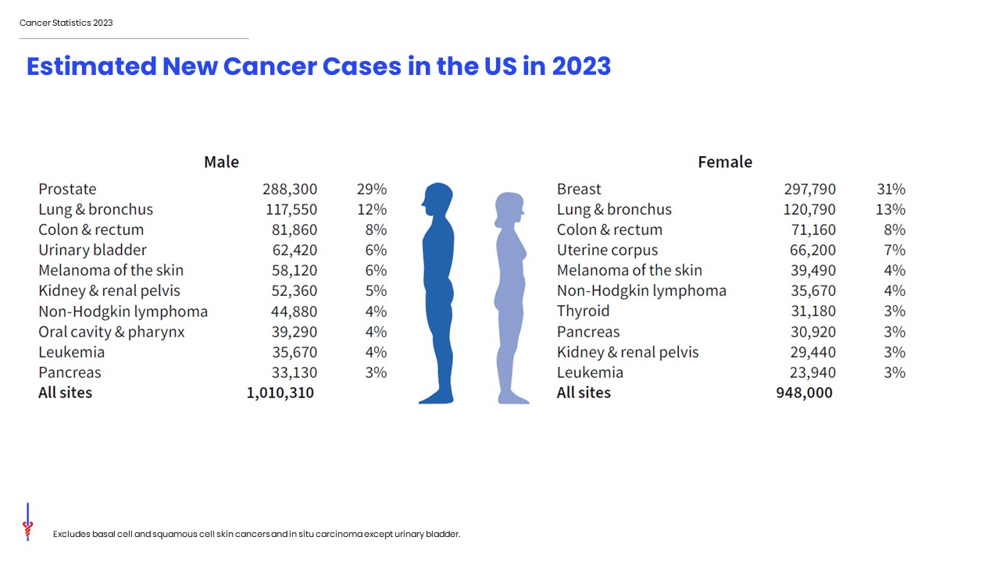 Cancer Statistics 2023
Estimated New Cancer Cases in the US in 2023
Male
Prostate 288,300 29%
Lung & bronchus 117,550 12%
Colon & rectum 81,860 8%
Urinary bladder 62,420 6%
Melanoma of the skin 58,120 6%
Kidney & renal pelvis 52,360 5%
Non-Hodgkin lymphoma 44,880 4%
Oral cavity & pharynx 39,290 4%
Leukemia 35,670 4%
Pancreas 33,130 3%
All sites 1,010,310
Female
Breast 297,790 31%
Lung & bronchus 120,790 13%
Colon & rectum 71,160 8%
Uterine corpus 66,200 7%
Melanoma of the skin 39,490 4%
Non-Hodgkin lymphoma 35,670 4%
Thyroid 31,180 3%
Pancreas 30,920 3%
Kidney & renal pelvis 29,440 3%
Leukemia 23,940 3%
All sites 948,000
Excludes basal cell and squamous cell skin cancers and in situ carcinoma except urinary bladder.